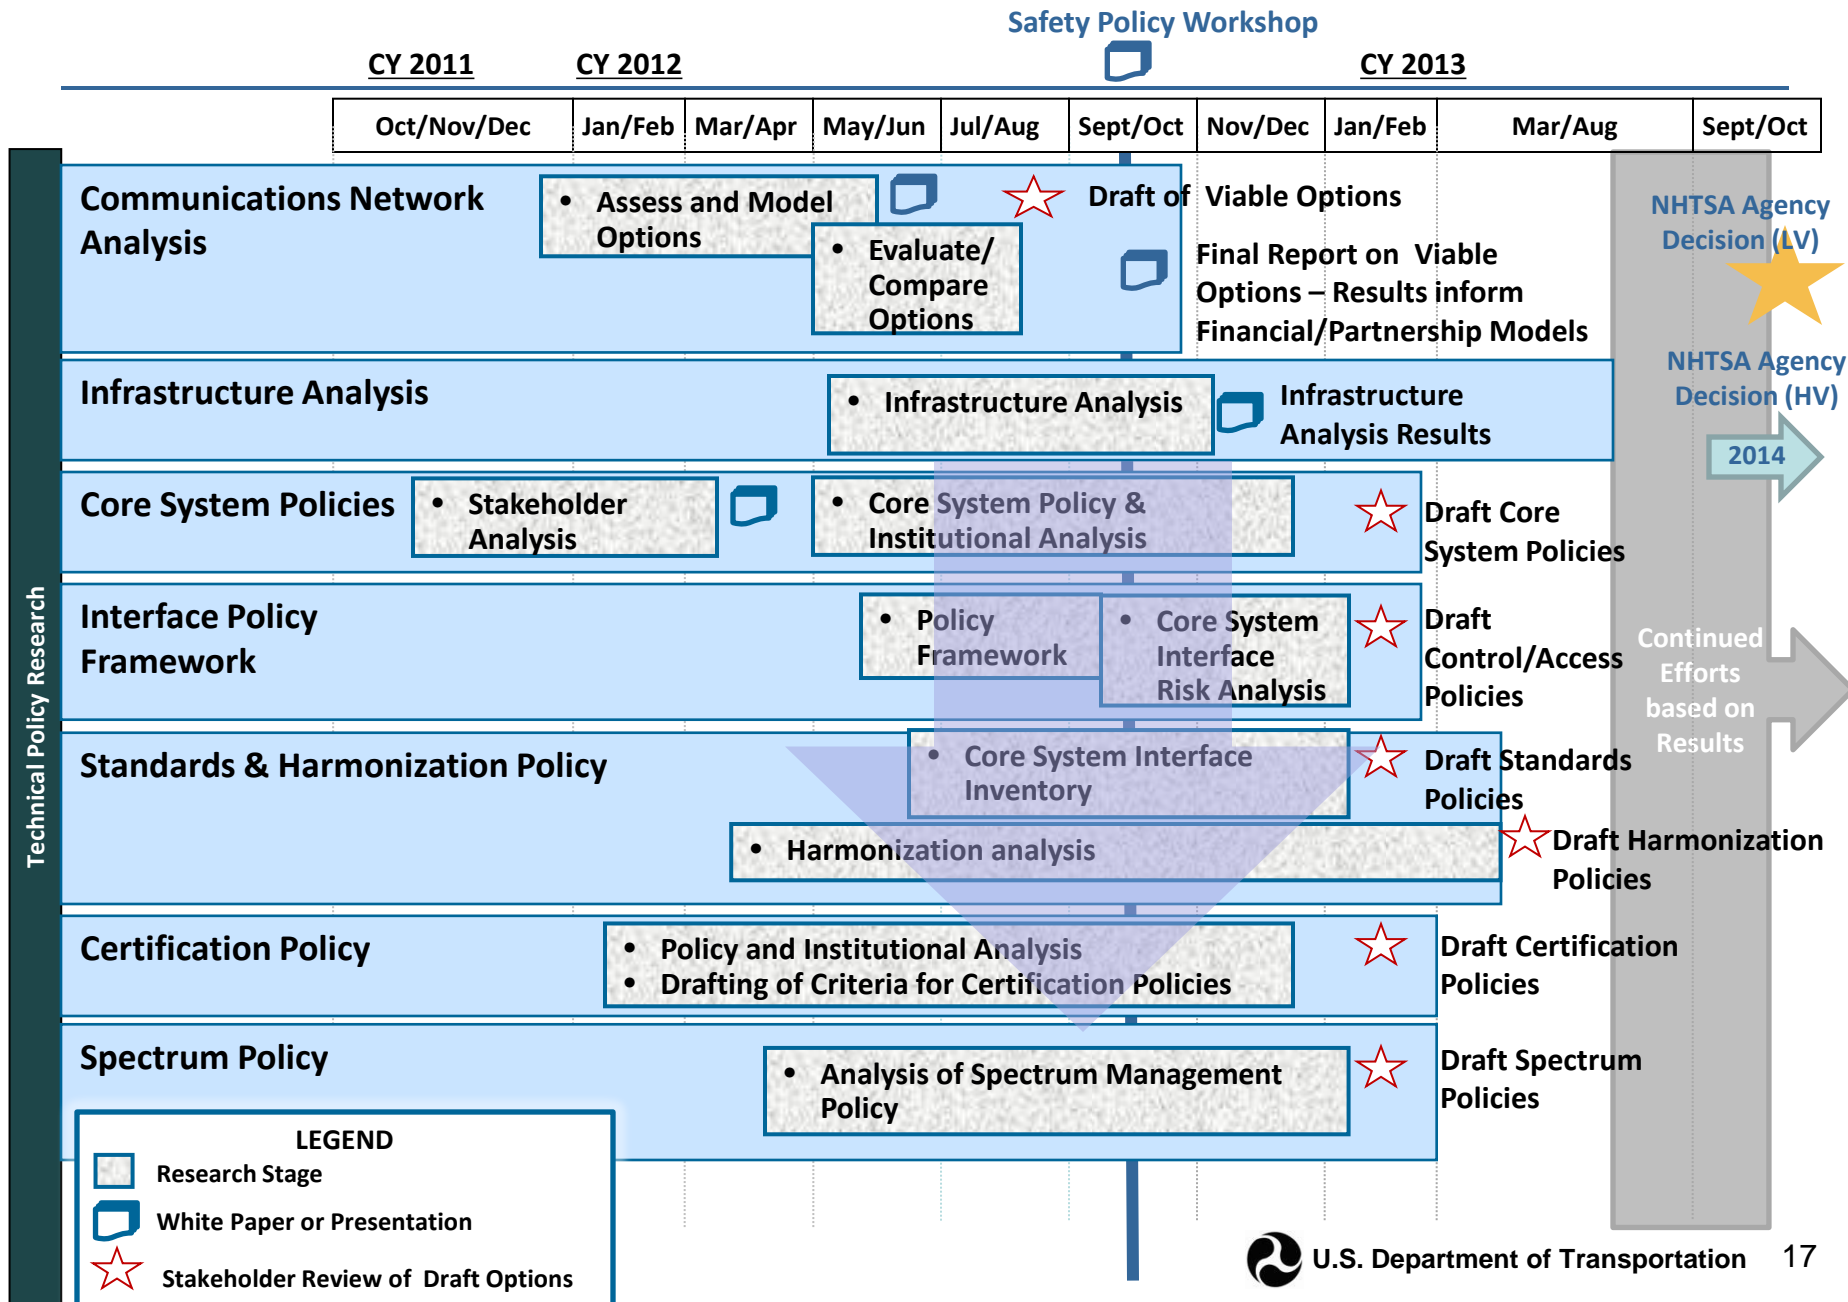 Safety Policy Workshop
CY 2011
CY 2012
CY 2013
Oct/Nov/Dec
Jan/Feb
Mar/Apr
May/Jun
Jul/Aug
Sept/Oct
Nov/Dec
Jan/Feb
Mar/Aug
Sept/Oct
Technical Policy Research
Communications Network
Analysis
• Assess and Model
Options
• Evaluate/
Compare
Options
Draft of Viable Options
Final Report on Viable
Options – Results inform
Financial/Partnership Models
NHTSA Agency
Decision (LV)
Infrastructure Analysis
• Infrastructure Analysis
Infrastructure
Analysis Results
NHTSA Agency
Decision (HV)
2014
Core System Policies
• Stakeholder
Analysis
• Core System Policy &
Institutional Analysis
Draft Core
System Policies
Interface Policy
Framework
• Policy
Framework
• Core System
Interface
Risk Analysis
Draft
Control/Access
Policies
Continued
Efforts
based on
Results
Standards & Harmonization Policy
• Core System Interface
Inventory
Draft Standards
Policies
• Harmonization analysis
Draft Harmonization
Policies
Certification Policy
• Policy and Institutional Analysis
• Drafting of Criteria for Certification Policies
Draft Certification
Policies
Spectrum Policy
• Analysis of Spectrum Management
Policy
Draft Spectrum
Policies
LEGEND
Research Stage
White Paper or Presentation
Stakeholder Review of Draft Options
U.S. Department of Transportation
17